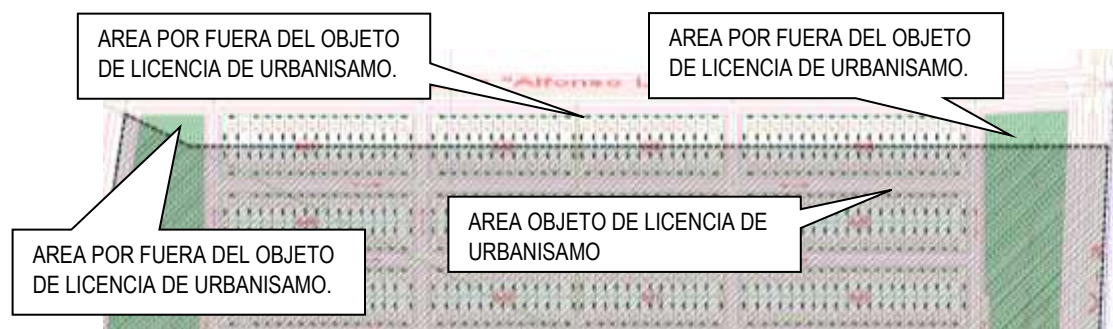 AREA POR FUERA DEL OBJETO
DE LICENCIA DE URBANISAMO.
AREA POR FUERA DEL OBJETO
DE LICENCIA DE URBANISAMO.
"Alfonso L
AREA OBJETO DE LICENCIA DE
URBANISAMO
AREA POR FUERA DEL OBJETO
DE LICENCIA DE URBANISAMO.